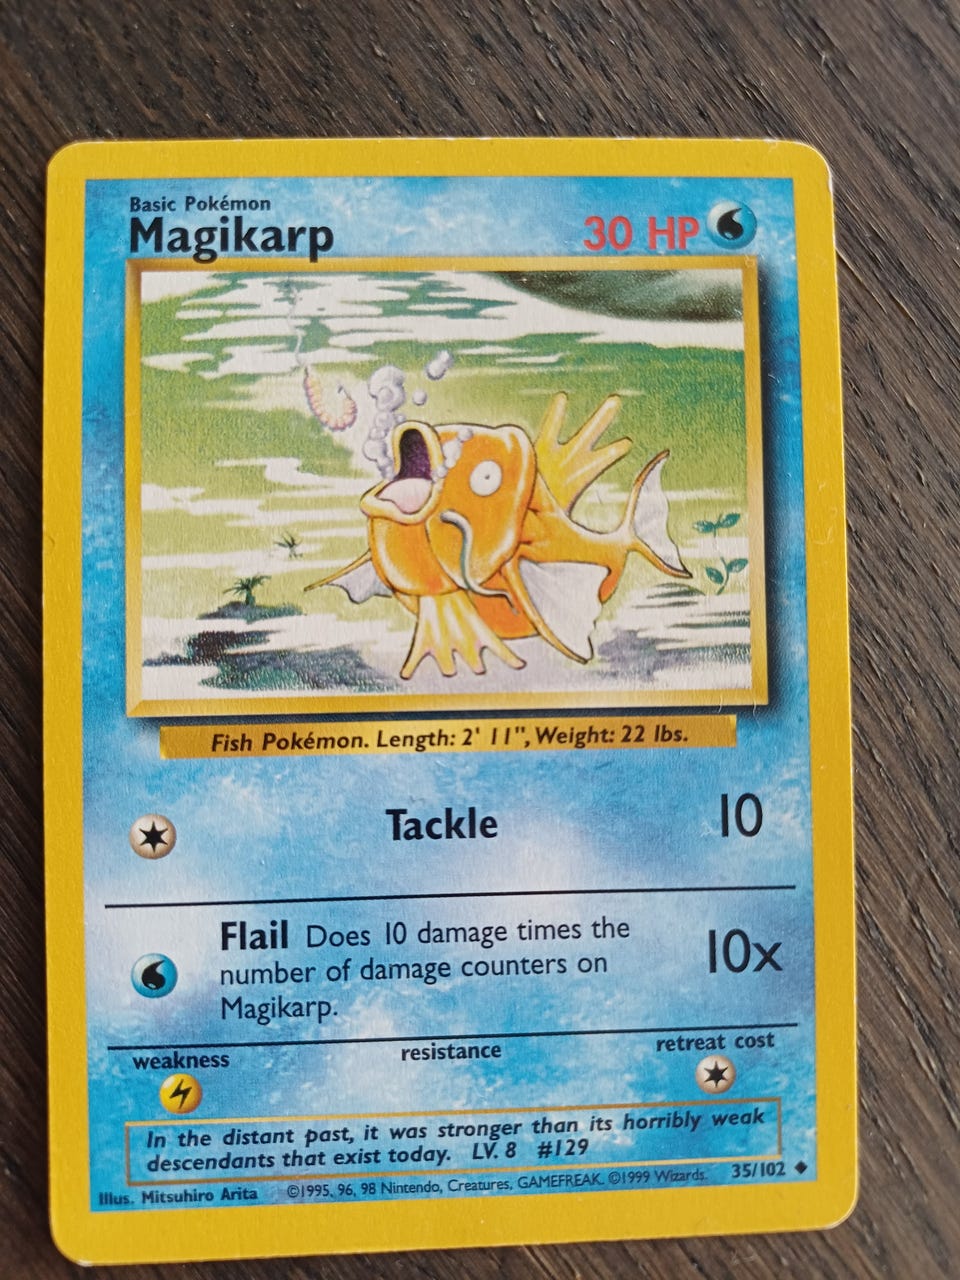 Basic Pokémon
Magikarp
30 HP
Fish Pokémon. Length: 2' 11", Weight: 22 lbs.
Tackle 10
Flail Does 10 damage times the
number of damage counters on
Magikarp.
10x
weakness resistance retreat cost
In the distant past, it was stronger than its horribly weak
descendants that exist today. LV. 8 #129
Illus. Mitsuhiro Arita ©1995, 96, 98 Nintendo, Creatures, GAMEFREAK. ©1999 Wizards. 35/102